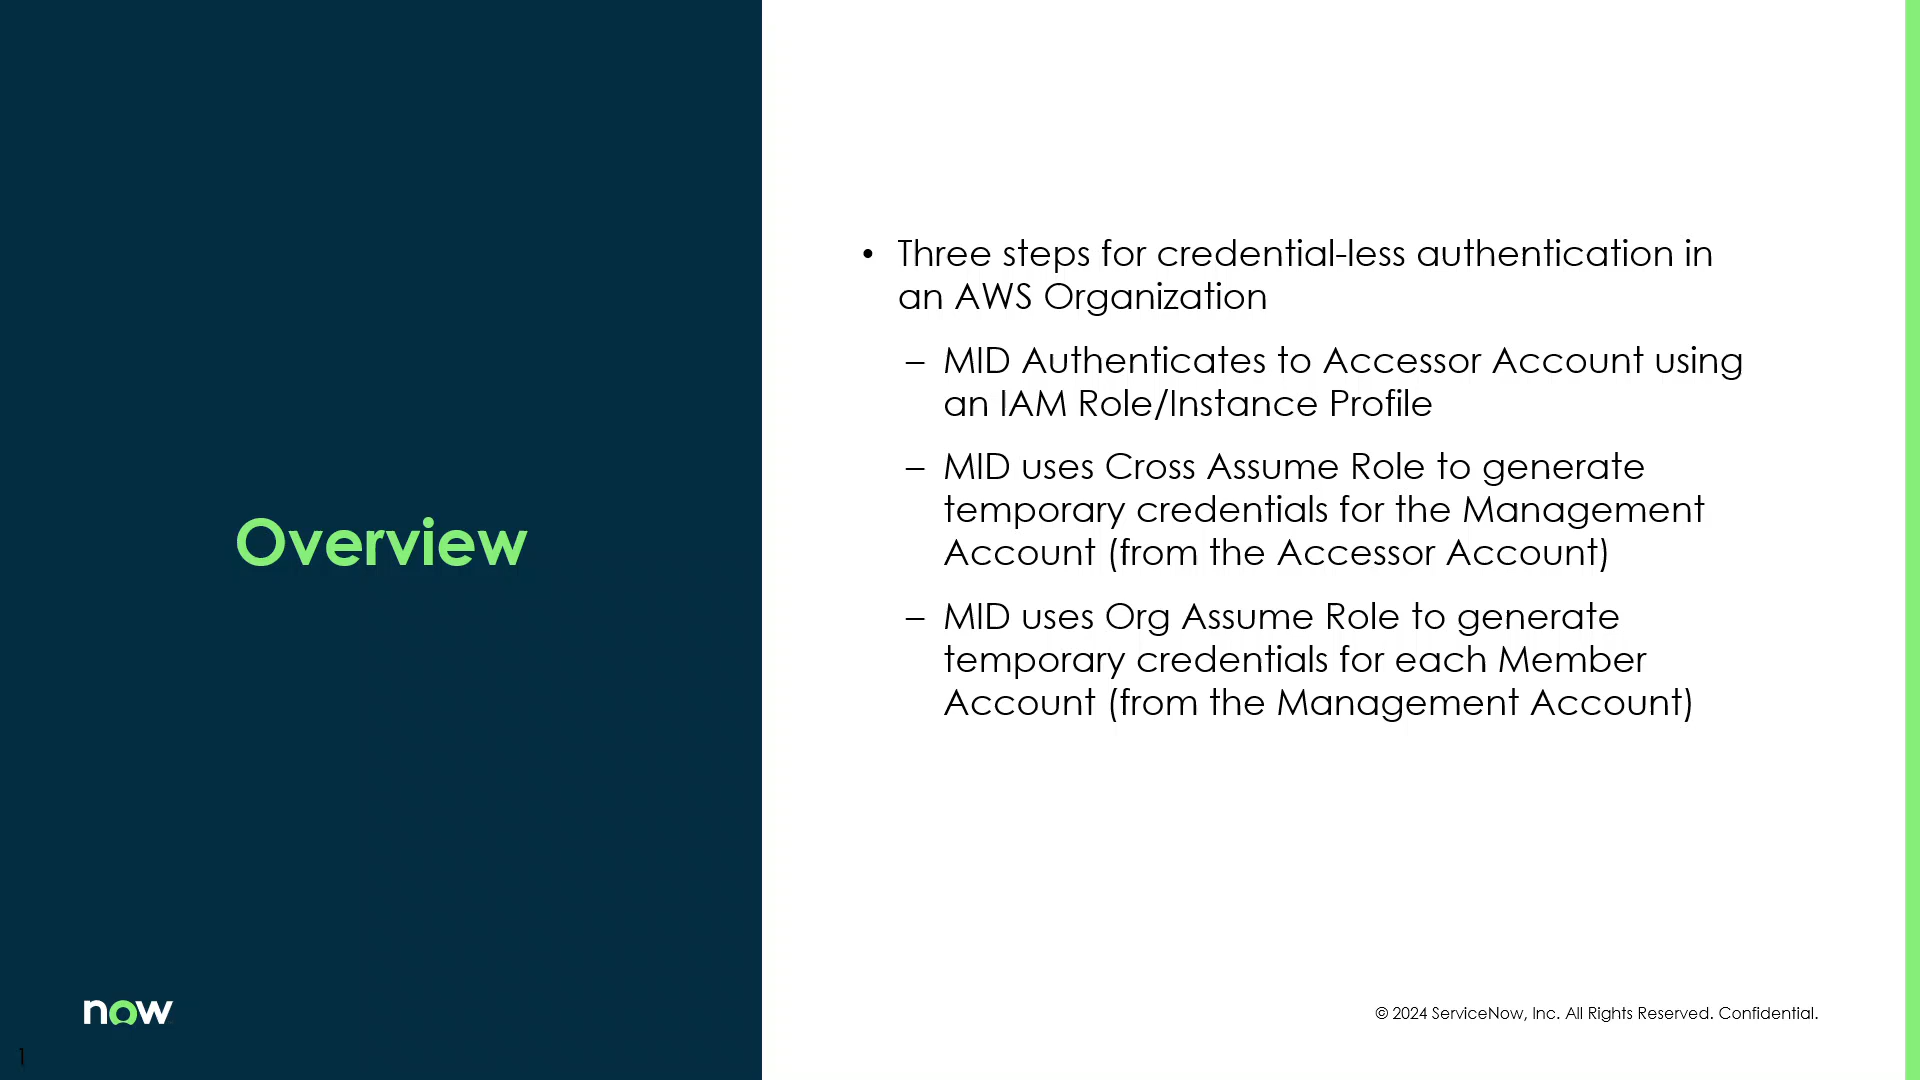 Overview
• Three steps for credential-less authentication in
an AWS Organization
– MID Authenticates to Accessor Account using
an IAM Role/Instance Profile
– MID uses Cross Assume Role to generate
temporary credentials for the Management
Account (from the Accessor Account)
– MID uses Org Assume Role to generate
temporary credentials for each Member
Account (from the Management Account)
now
© 2024 ServiceNow, Inc. All Rights Reserved. Confidential.
1